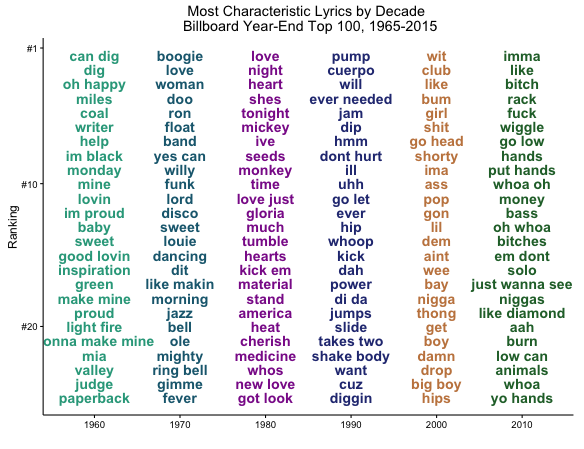 Most Characteristic Lyrics by Decade
Billboard Year-End Top 100, 1965-2015
Ranking
#1
can dig boogie love pump wit imma
dig love night cuerpo club like
oh happy woman heart will like bitch
miles doo shes ever needed bum rack
coal ron tonight jam girl fuck
writer float mickey dip shit wiggle
help band ive hmm go head go low
im black yes can seeds dont hurt shorty hands
monday willy monkey ill ima put hands
#10
mine funk time uhh ass whoa oh
lovin lord love just go let pop money
im proud disco gloria ever gon bass
baby sweet much hip lil oh whoa
sweet louie tumble whoop dem bitches
good lovin dancing hearts kick aint em dont
inspiration dit kick em dah wee solo
green like makin material power bay just wanna see
make mine morning stand di da nigga niggas
proud jazz america jumps thong like diamond
#20
light fire bell heat slide get aah
onna make mine ole cherish takes two boy burn
mia mighty medicine shake body damn low can
valley ring bell whos want drop animals
judge gimme new love cuz big boy whoa
paperback fever got look diggin hips yo hands
1960 1970 1980 1990 2000 2010